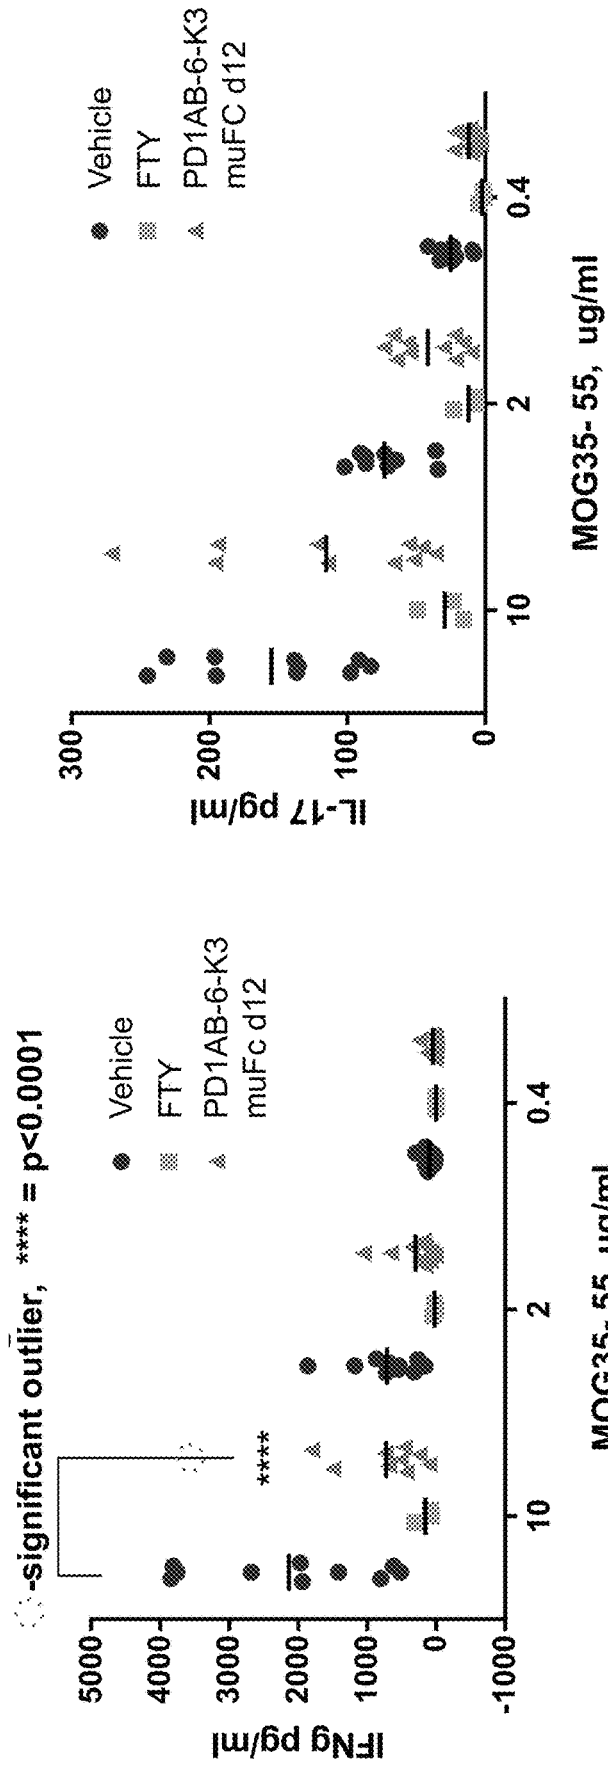 -significant outlier, **** = p<0.0001
Vehicle
FTY
PD1AB-6-K3
muFc d12
****
IFNg pg/ml
5000
4000
3000
2000
1000
0
-1000
10
2
0.4
MOG35- 55, ug/ml
Vehicle
FTY
PD1AB-6-K3
muFC d12
IL-17 pg/ml
300
200
100
0
10
2
0.4
MOG35- 55, ug/ml